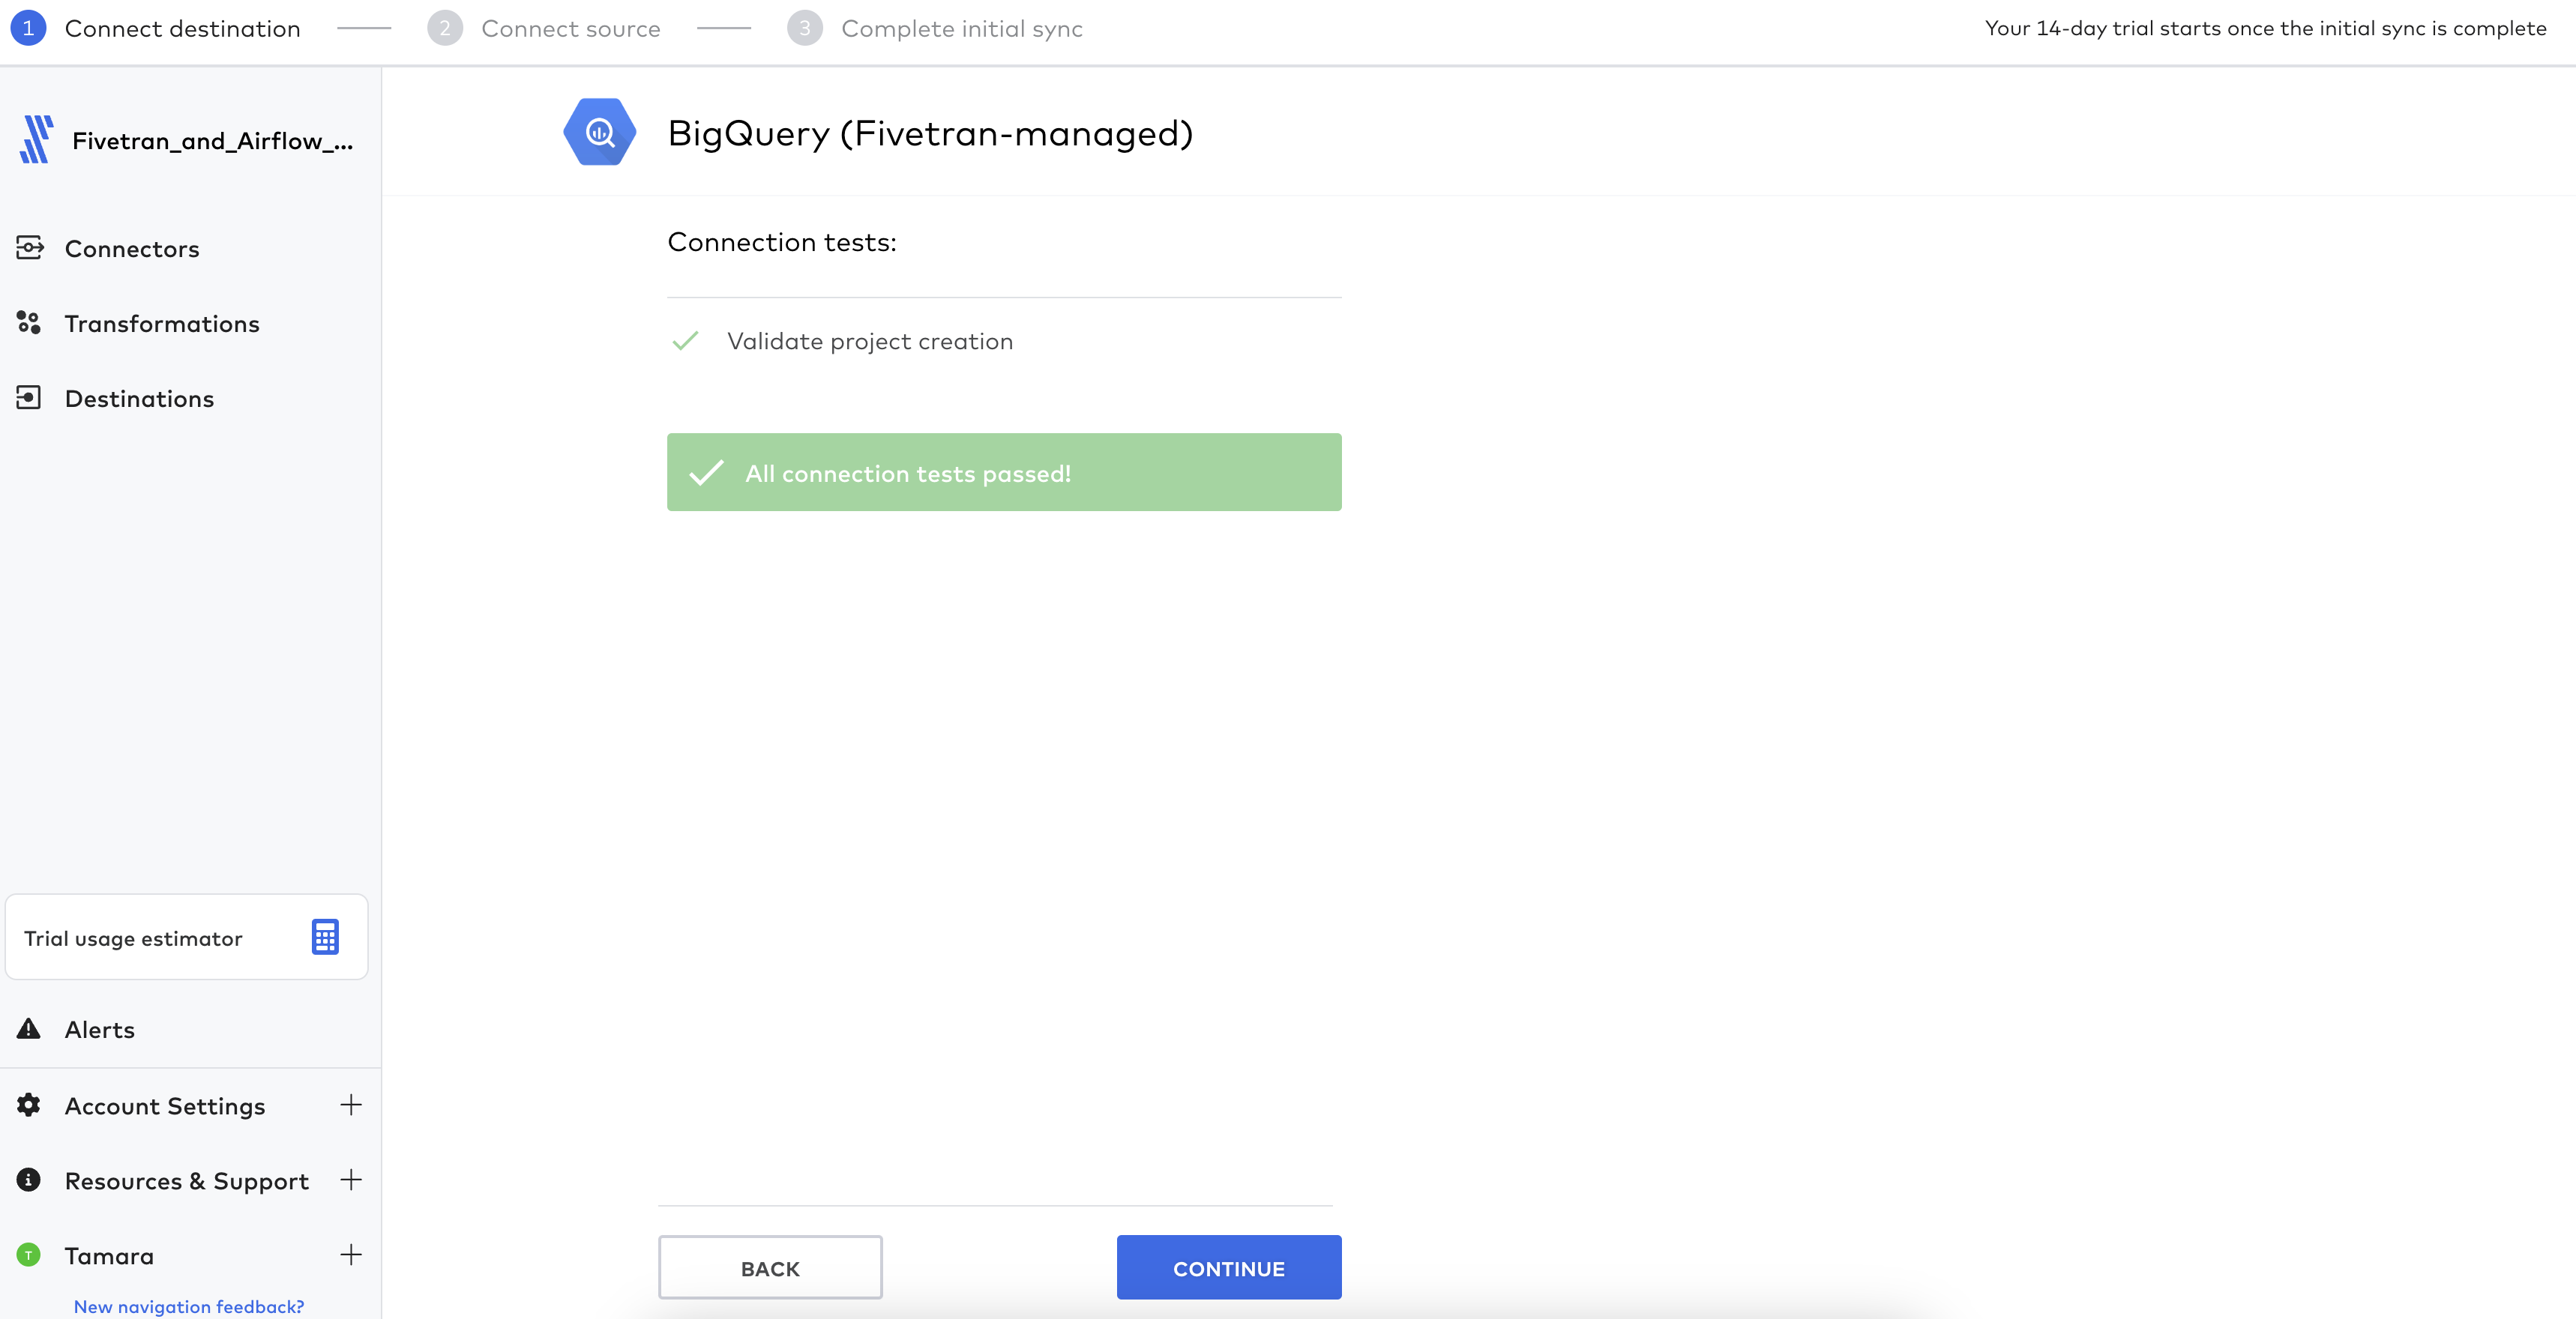 1 Connect destination 2 Connect source 3 Complete initial sync Your 14-day trial starts once the initial sync is complete
Fivetran_and_Airflow_...
Connectors
Transformations
Destinations
Trial usage estimator
Alerts
Account Settings
Resources & Support
T Tamara
New navigation feedback?
BigQuery (Fivetran-managed)
Connection tests:
Validate project creation
All connection tests passed!
BACK CONTINUE